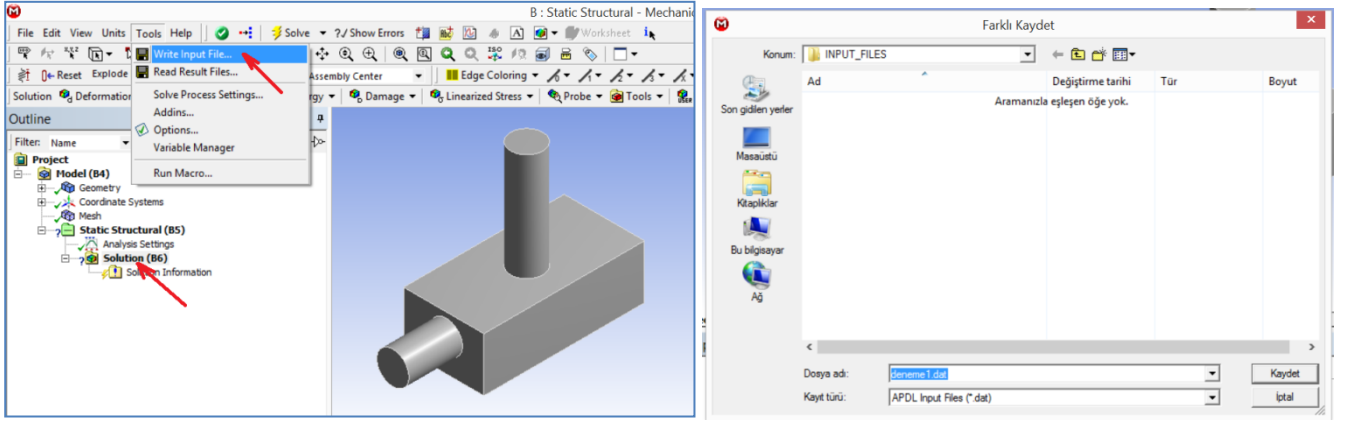 B : Static Structural - Mechanic
File Edit View Units Tools Help Solve ?./ Show Errors A Worksheet
Write Input File...
Read Result Files...
Solve Process Settings...
Addins...
Options...
Variable Manager
Run Macro...
Reset Explode Assembly Center Edge Coloring
Solution Deformation rgy Damage Linearized Stress Probe Tools
Outline
Filter: Name
Project
Model (B4)
Geometry
Coordinate Systems
Mesh
Static Structural (B5)
Analysis Settings
Solution (B6)
Solution Information
Farklı Kaydet
Konum: INPUT_FILES
Ad Değiştirme tarihi Tür Boyut
Aramanızla eşleşen öğe yok.
Son gidilen yerler
Masaüstü
Kitaplıklar
Bu bilgisayar
Ağ
Dosya adı: deneme1.dat Kaydet
Kayıt türü: APDL Input Files (*.dat) İptal